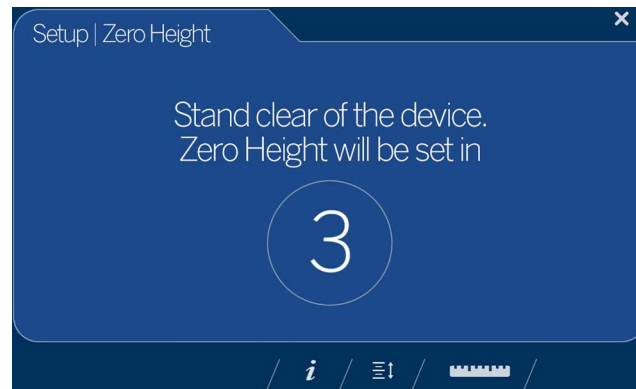 Setup | Zero Height
Stand clear of the device.
Zero Height will be set in
3
i